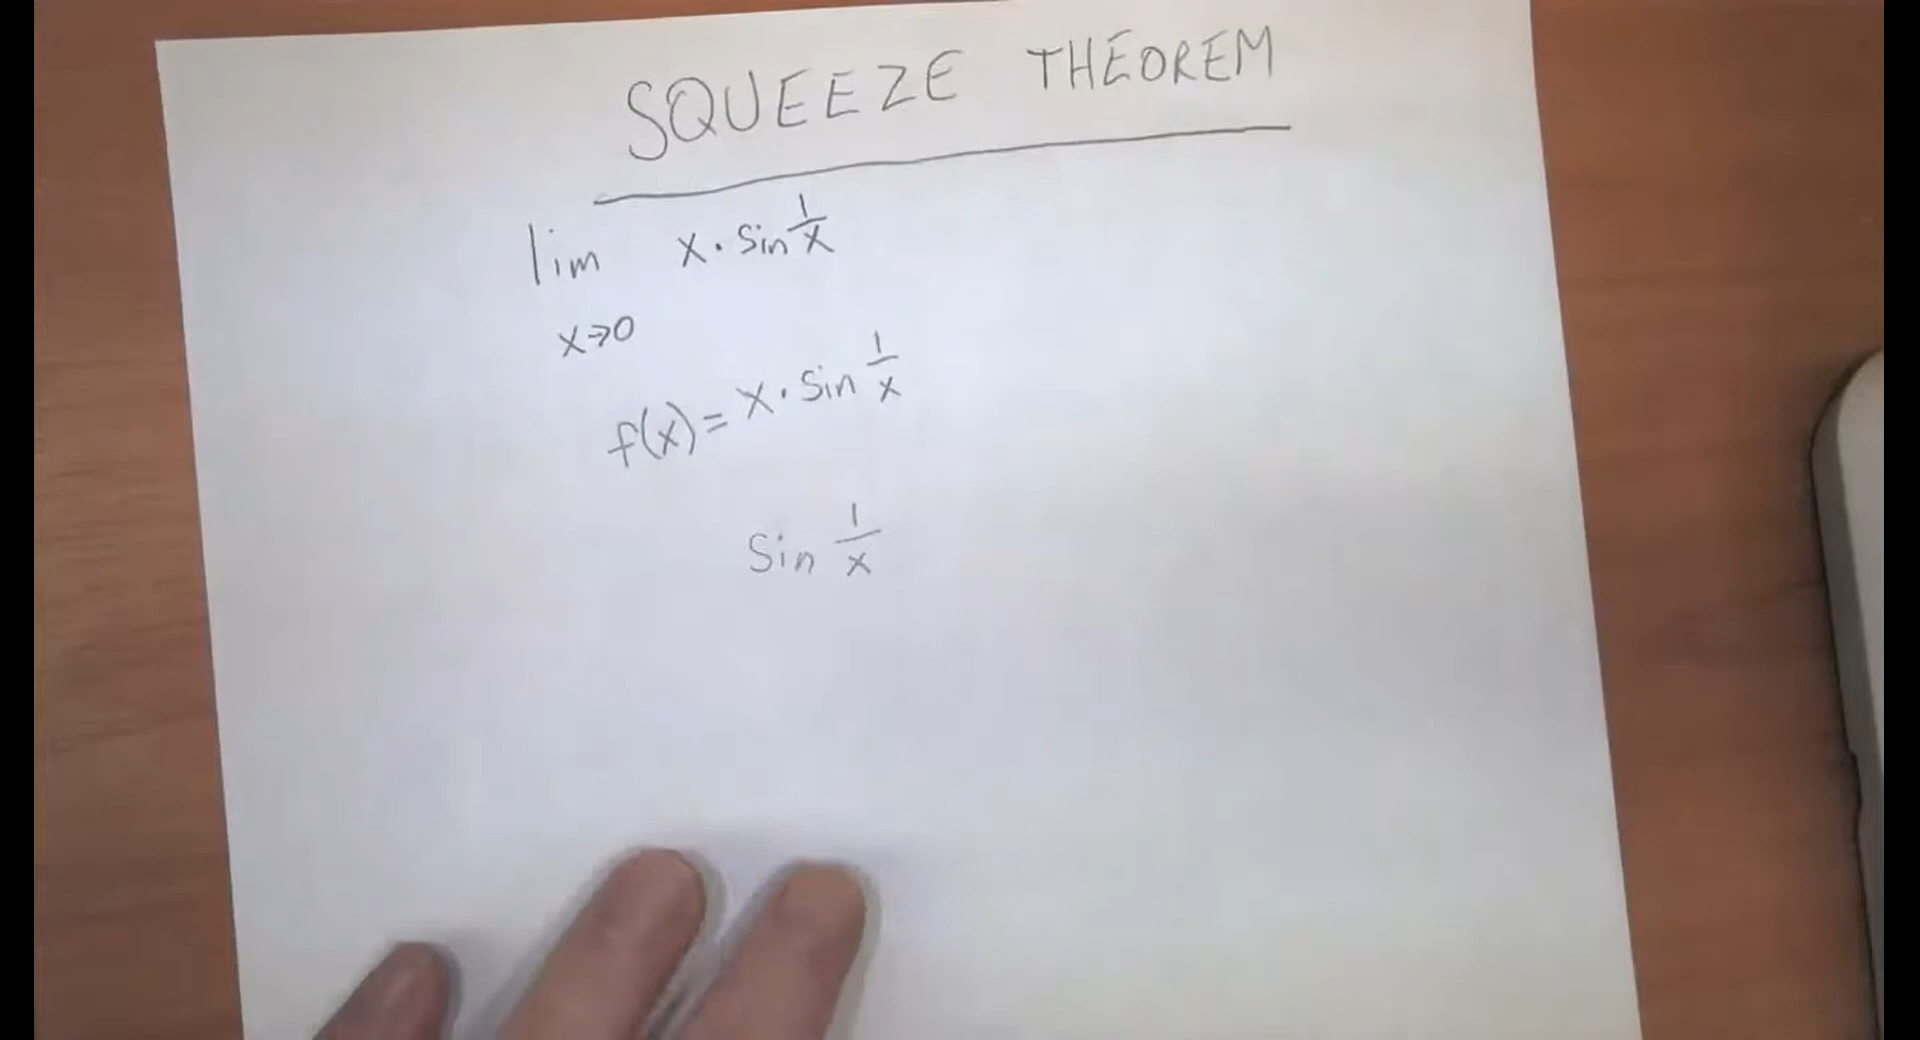 SQUEEZE THEOREM
lim x · sin 1/x
x→0
f(x) = x · sin 1/x
sin 1/x